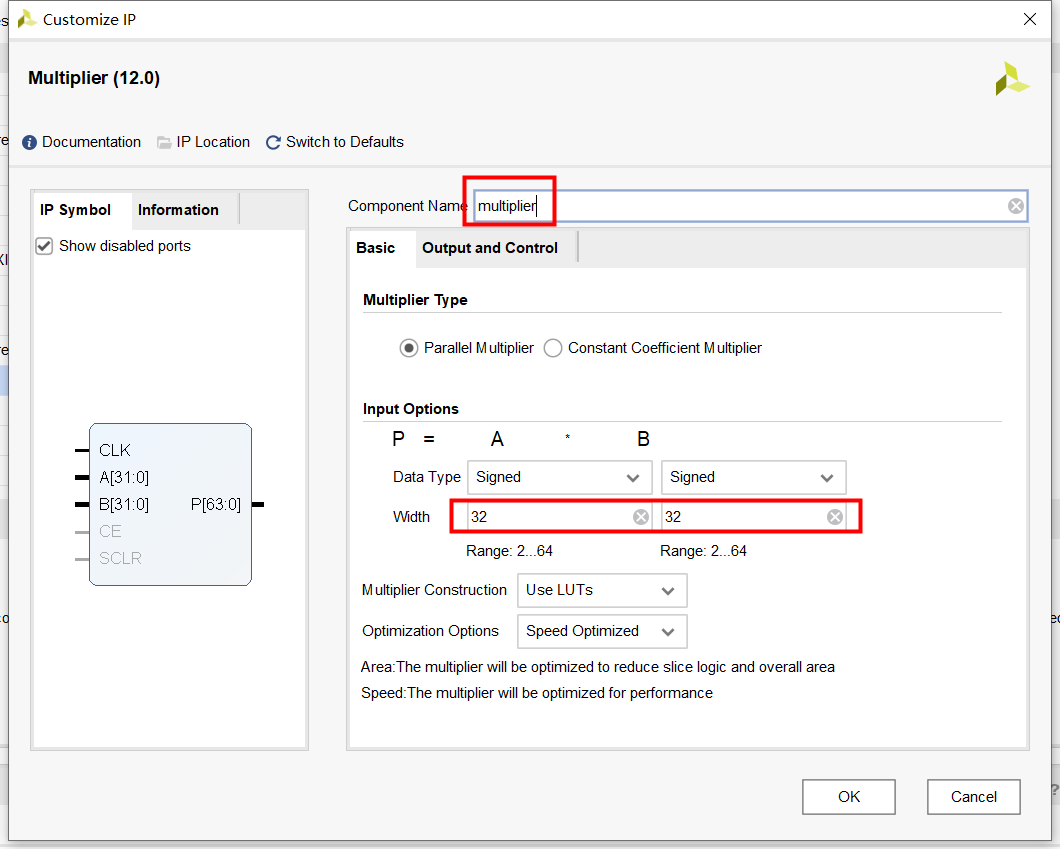 Customize IP
Multiplier (12.0)
Documentation IP Location Switch to Defaults
IP Symbol Information
Show disabled ports
CLK
A[31:0]
B[31:0] P[63:0]
CE
SCLR
Component Name multiplier
Basic Output and Control
Multiplier Type
Parallel Multiplier Constant Coefficient Multiplier
Input Options
P = A * B
Data Type Signed Signed
Width 32 32
Range: 2...64 Range: 2...64
Multiplier Construction Use LUTs
Optimization Options Speed Optimized
Area:The multiplier will be optimized to reduce slice logic and overall area
Speed:The multiplier will be optimized for performance
OK Cancel